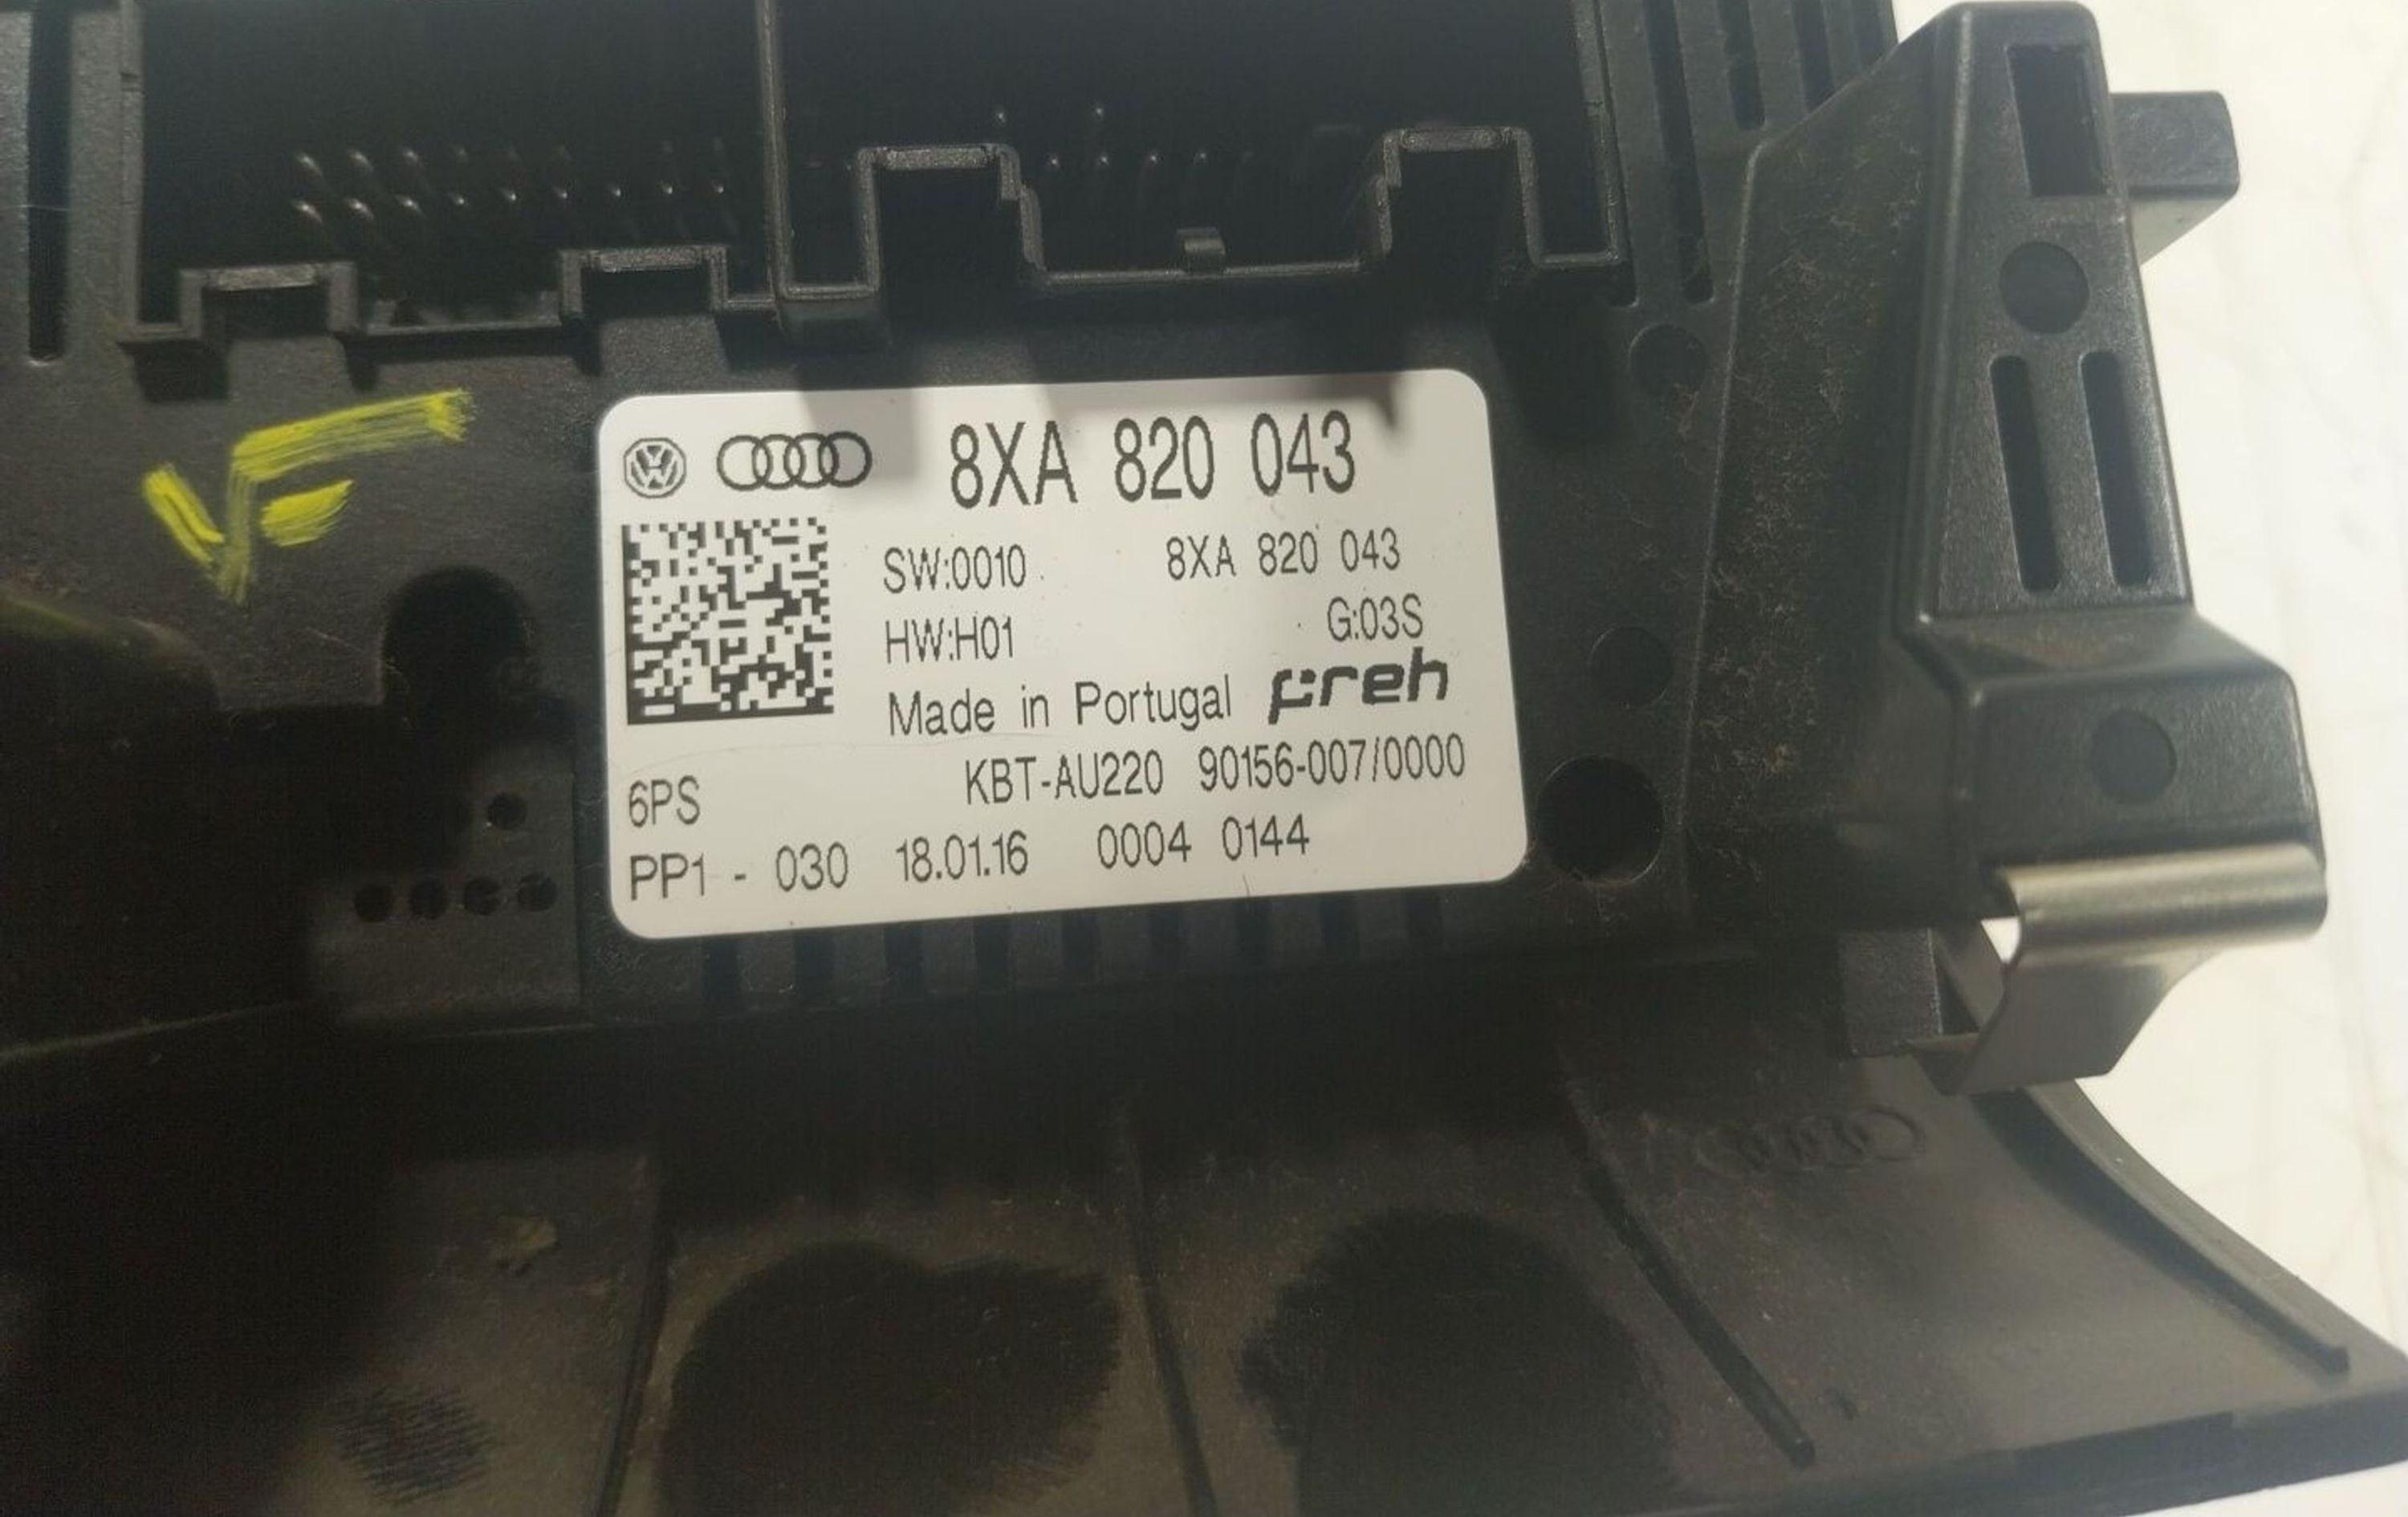 8XA 820 043
SW:0010 8XA 820 043
HW:H01 G:03S
Made in Portugal preh
6PS KBT-AU220 90156-007/0000
PP1 - 030 18.01.16 0004 0144
VF